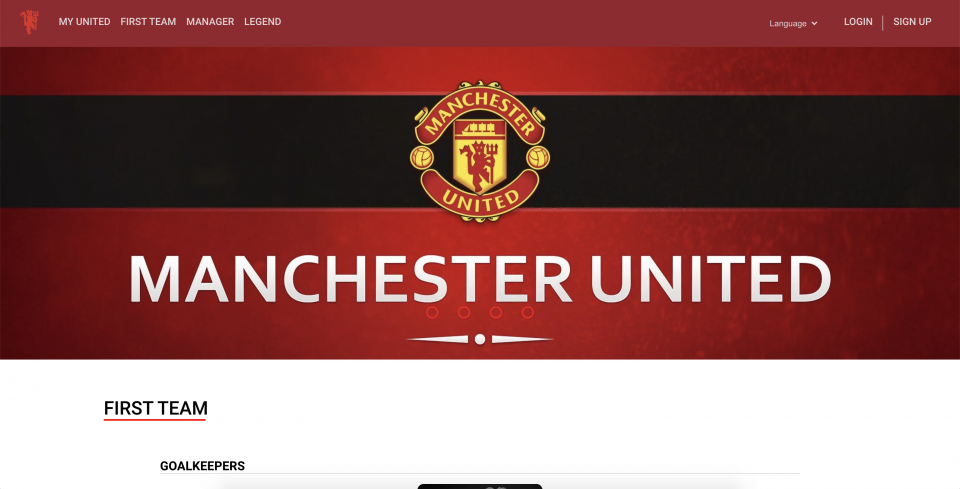 MY UNITED FIRST TEAM MANAGER LEGEND Language LOGIN SIGN UP
MANCHESTER
UNITED
MANCHESTER UNITED
FIRST TEAM
GOALKEEPERS